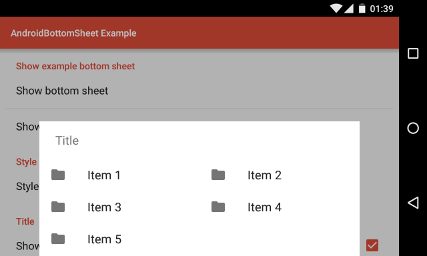 01:39
AndroidBottomSheet Example
Show example bottom sheet
Show bottom sheet
Show
Title
Item 1
Item 2
Style
Item 3
Item 4
Style
Title
Item 5
Show